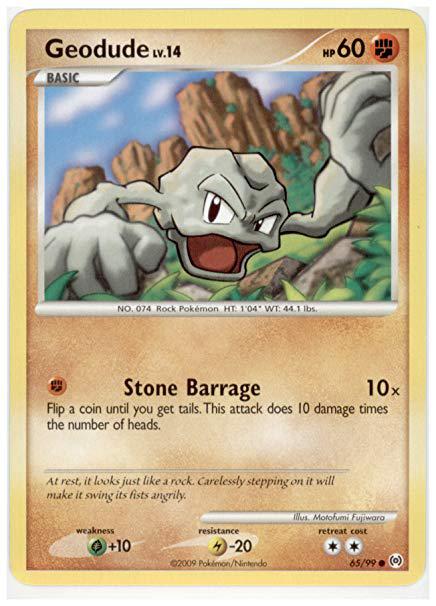 Geodude LV.14 HP 60
BASIC
NO. 074 Rock Pokémon HT: 1'04" WT: 44.1 lbs.
Stone Barrage 10x
Flip a coin until you get tails. This attack does 10 damage times
the number of heads.
At rest, it looks just like a rock. Carelessly stepping on it will
make it swing its fists angrily.
Illus. Motofumi Fujiwara
weakness resistance retreat cost
+10 -20
©2009 Pokémon/Nintendo 65/99